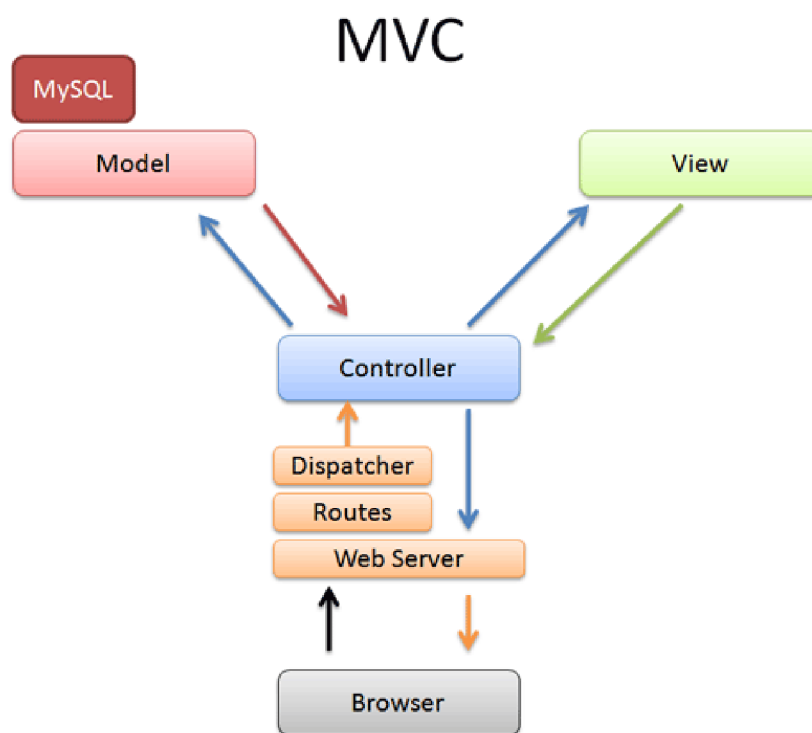 MVC
MySQL
Model
View
Controller
Dispatcher
Routes
Web Server
Browser